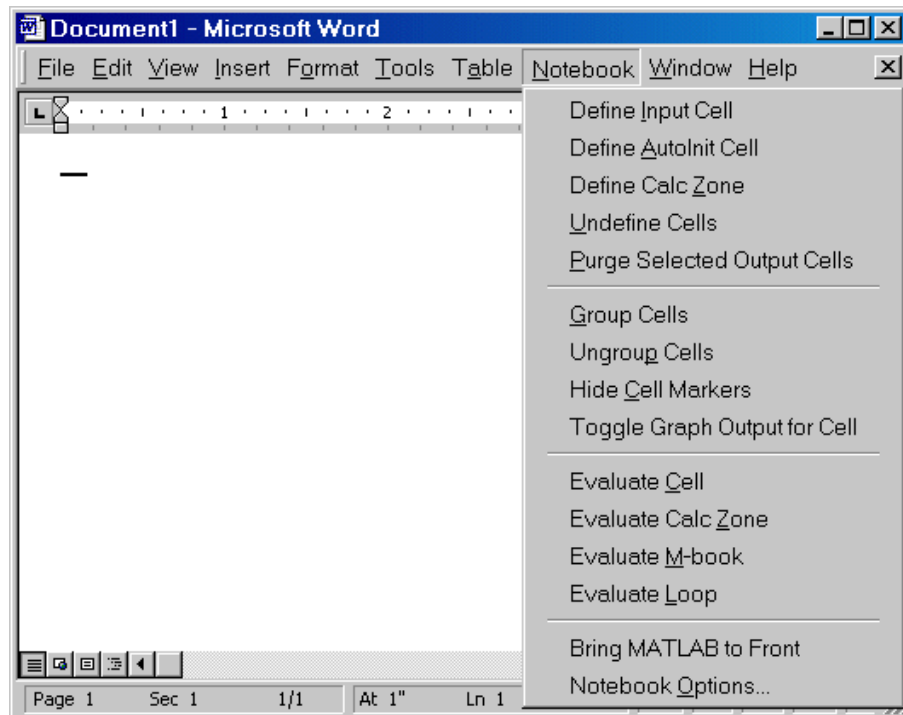 Document1 - Microsoft Word
File Edit View Insert Format Tools Table Notebook Window Help
1 2
Define Input Cell
Define AutoInit Cell
Define Calc Zone
Undefine Cells
Purge Selected Output Cells
Group Cells
Ungroup Cells
Hide Cell Markers
Toggle Graph Output for Cell
Evaluate Cell
Evaluate Calc Zone
Evaluate M-book
Evaluate Loop
Bring MATLAB to Front
Notebook Options...
Page 1 Sec 1 1/1 At 1" Ln 1